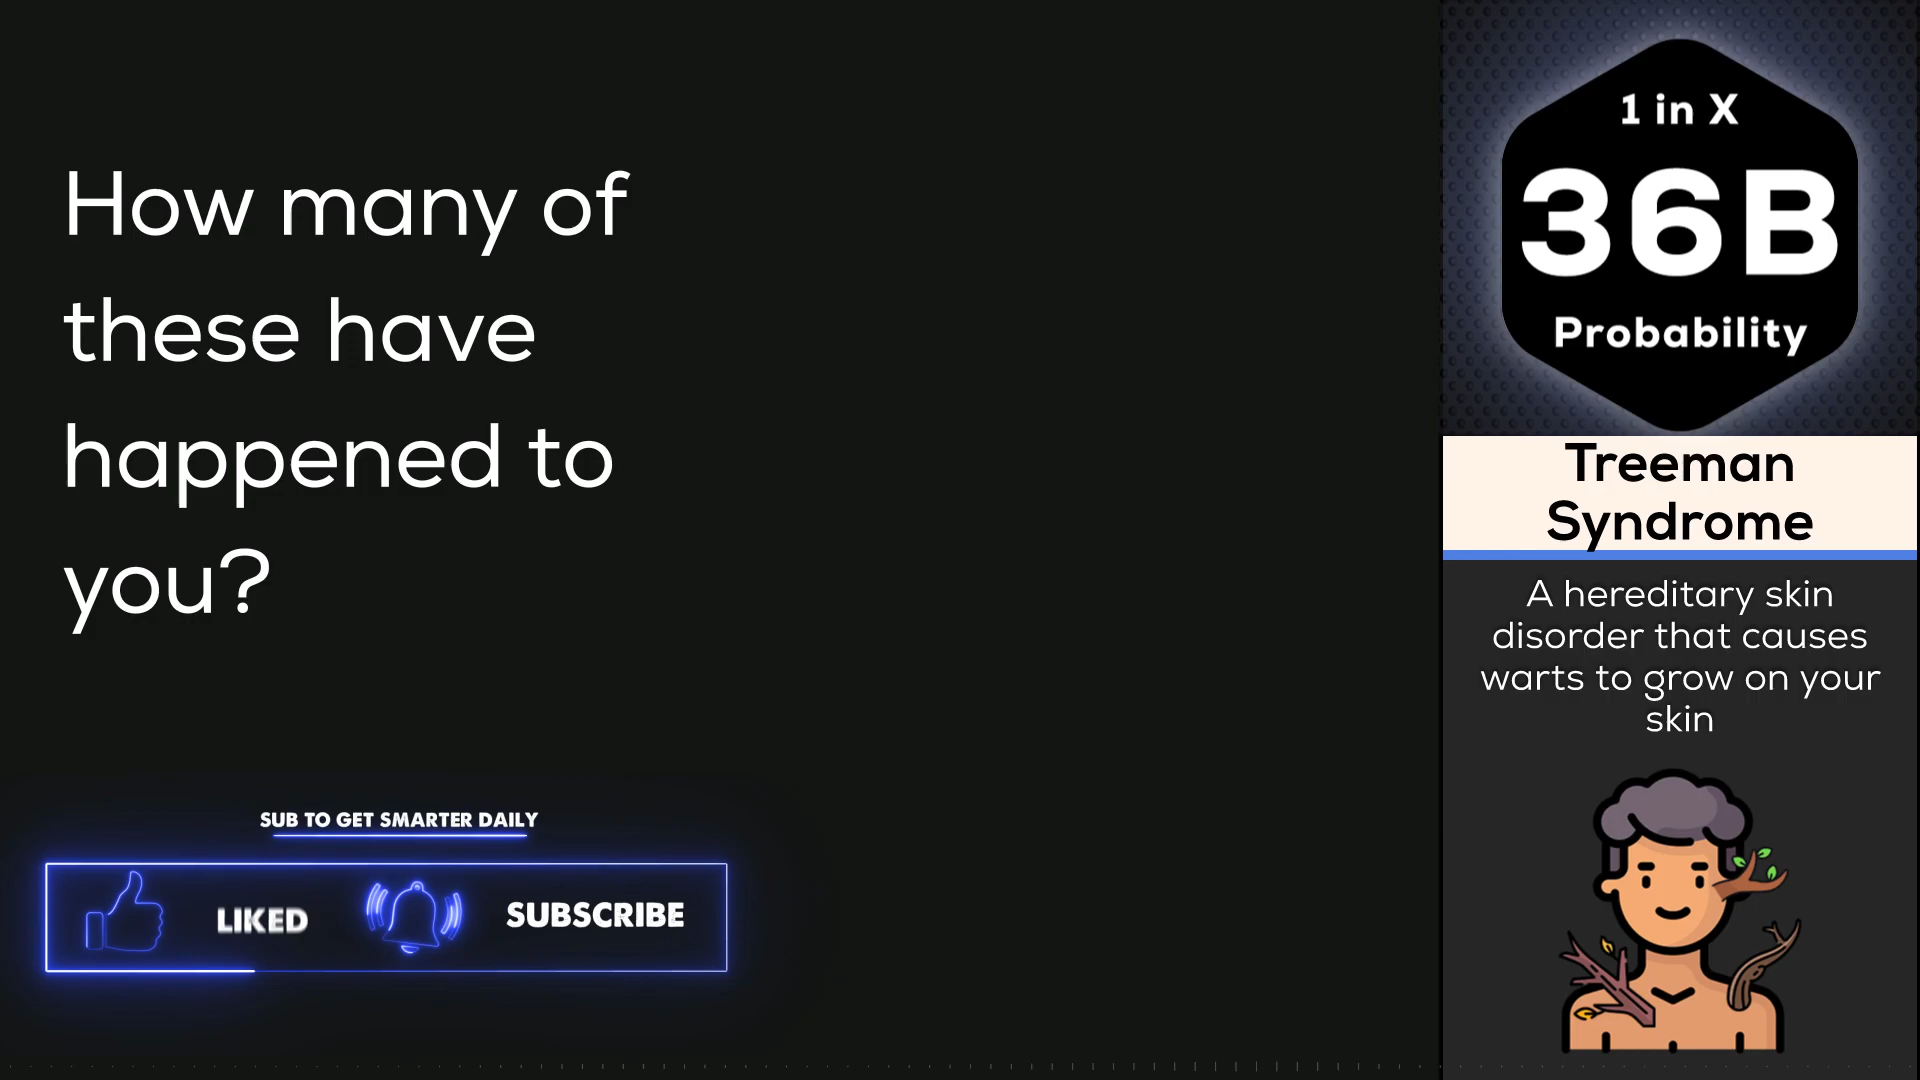 How many of
these have
happened to
you?
SUB TO GET SMARTER DAILY
LIKED
SUBSCRIBE
1 in X
36B
Probability
Treeman
Syndrome
A hereditary skin
disorder that causes
warts to grow on your
skin